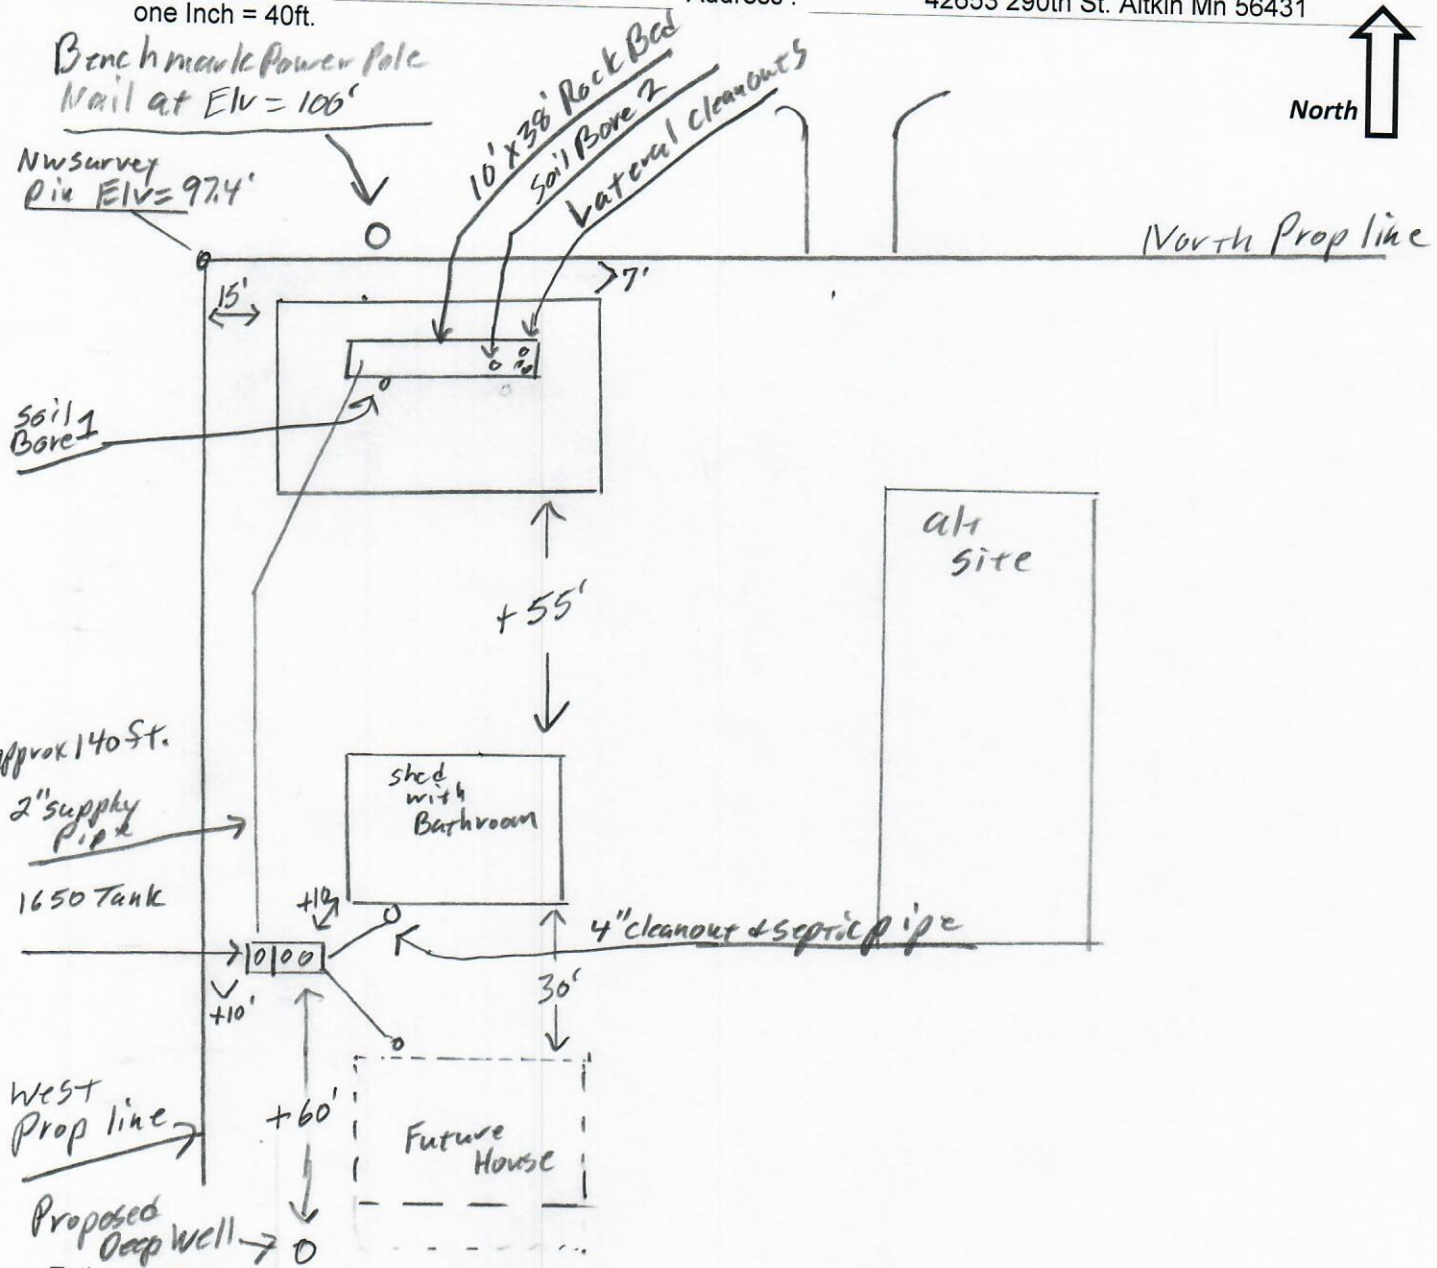 one Inch = 40ft.
42653 290th St. Aitkin Mn 56431
North
Benchmark Power Pole
Nail at Elv = 100'
NW survey
pin Elv = 97.4'
10' x 38' Rock Bed
Soil Bore 2
Lateral Cleanouts
North Prop line
7'
15'
Soil 1
Bore
alt
site
+55'
approx 140 ft.
2" supply
Pipe
shed
with
Bathroom
1650 Tank
+10
4" cleanout & septic pipe
30'
+10'
West
Prop line
+60'
Future
House
Proposed
Deep Well